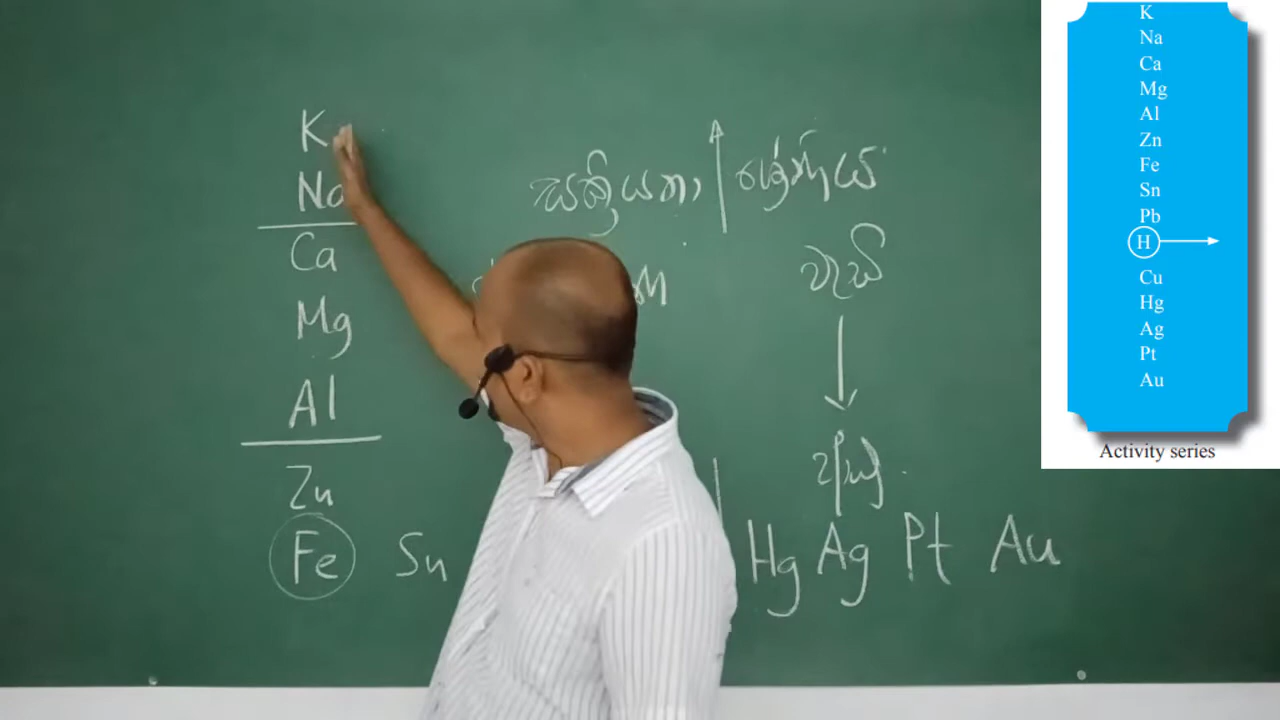 K
Na
Ca
Mg
Al
Zn
Fe Sn Hg Ag Pt Au
සක්‍රියතා
වැඩි
K
Na
Ca
Mg
Al
Zn
Fe
Sn
Pb
H
Cu
Hg
Ag
Pt
Au
Activity series